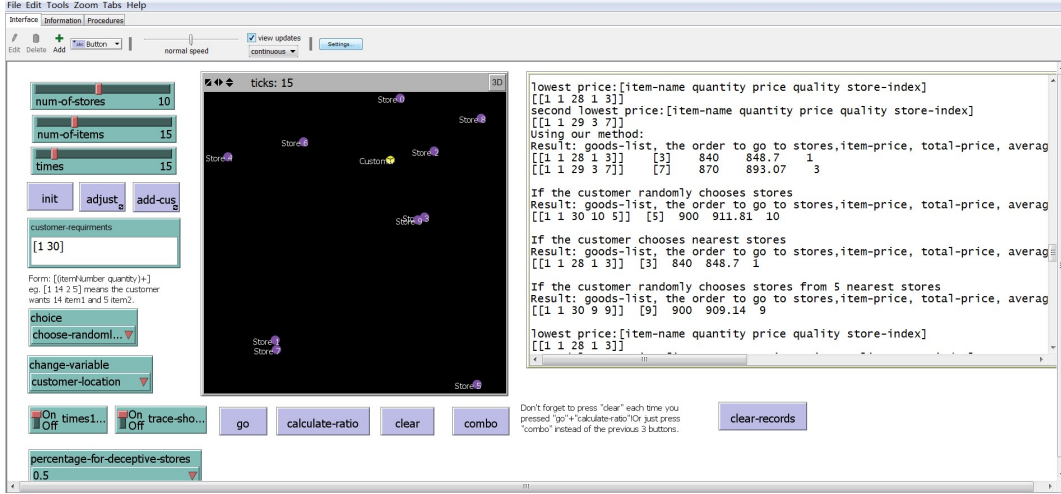 File Edit Tools Zoom Tabs Help
Interface Information Procedures
Edit Delete Add
Button
normal speed
view updates
continuous
Settings...
num-of-stores 10
num-of-items 15
times 15
init adjust add-cus
customer-requirments
[1 30]
Form: [(itemNumber quantity)+]
eg. [1 14 2 5] means the customer
wants 14 item1 and 5 item2.
choice
choose-randoml...
change-variable
customer-location
On Off times1...
On Off trace-sho...
percentage-for-deceptive-stores
0.5
ticks: 15
3D
Store 0
Store 8
Store 6
Store 2
Store 4
Custome
Store 3
Store 9
Store 1
Store 7
Store 5
go calculate-ratio clear combo
Don't forget to press "clear" each time you
pressed "go"+"calculate-ratio"!Or just press
"combo" instead of the previous 3 buttons.
clear-records
lowest price:[item-name quantity price quality store-index]
[[1 1 28 1 3]]
second lowest price:[item-name quantity price quality store-index]
[[1 1 29 3 7]]
Using our method:
Result: goods-list, the order to go to stores,item-price, total-price, averag
[[1 1 28 1 3]] [3] 840 848.7 1
[[1 1 29 3 7]] [7] 870 893.07 3
If the customer randomly chooses stores
Result: goods-list, the order to go to stores,item-price, total-price, averag
[[1 1 30 10 5]] [5] 900 911.81 10
If the customer chooses nearest stores
Result: goods-list, the order to go to stores,item-price, total-price, averag
[[1 1 28 1 3]] [3] 840 848.7 1
If the customer randomly chooses stores from 5 nearest stores
Result: goods-list, the order to go to stores,item-price, total-price, averag
[[1 1 30 9 9]] [9] 900 909.14 9
lowest price:[item-name quantity price quality store-index]
[[1 1 28 1 3]]